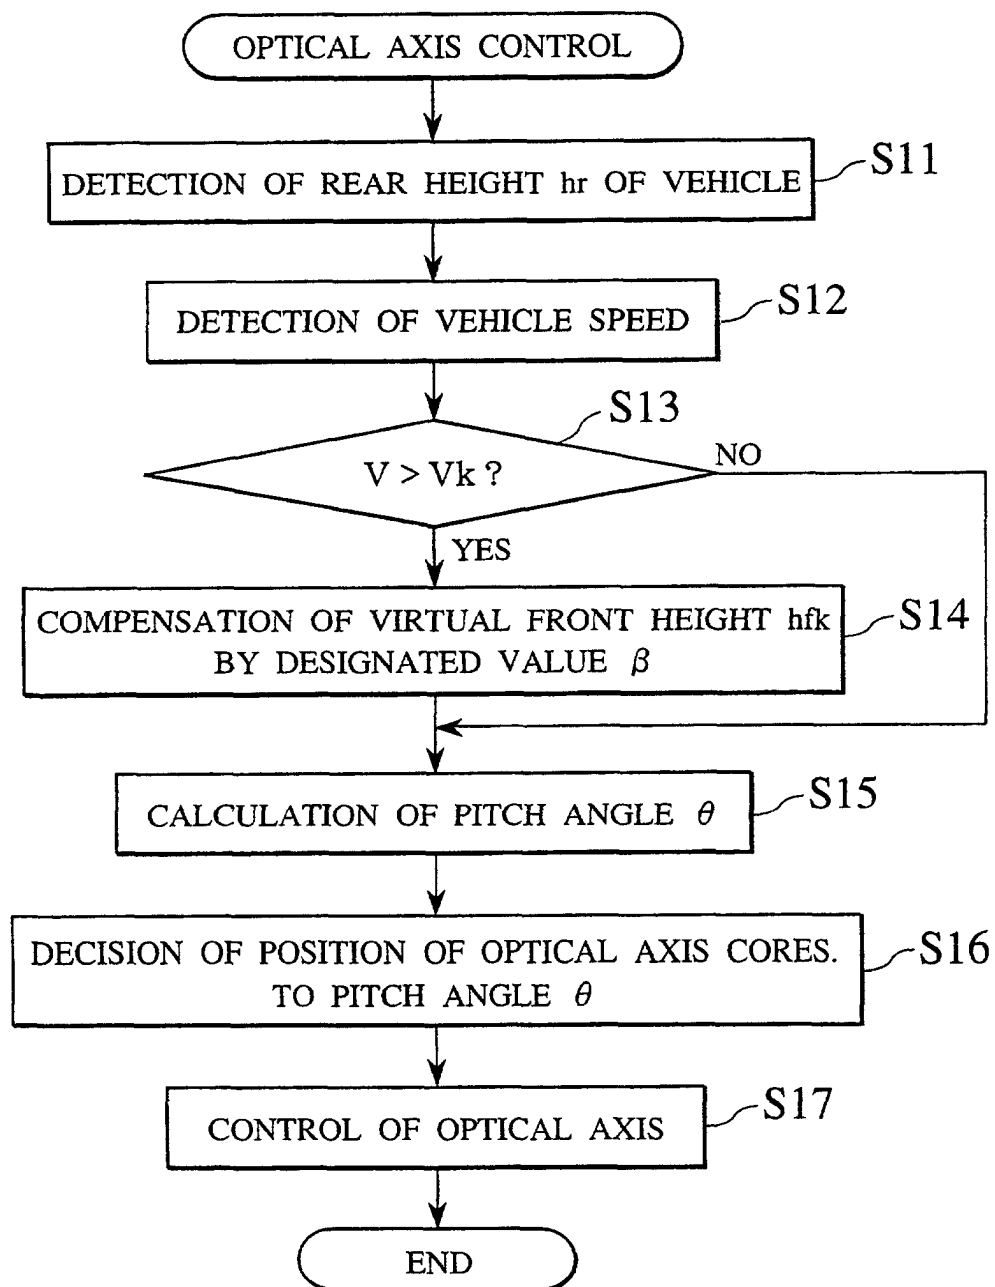 OPTICAL AXIS CONTROL
DETECTION OF REAR HEIGHT hr OF VEHICLE
S11
DETECTION OF VEHICLE SPEED
S12
V > Vk ?
S13
NO
YES
COMPENSATION OF VIRTUAL FRONT HEIGHT hfk
BY DESIGNATED VALUE β
S14
CALCULATION OF PITCH ANGLE θ
S15
DECISION OF POSITION OF OPTICAL AXIS CORES.
TO PITCH ANGLE θ
S16
CONTROL OF OPTICAL AXIS
S17
END